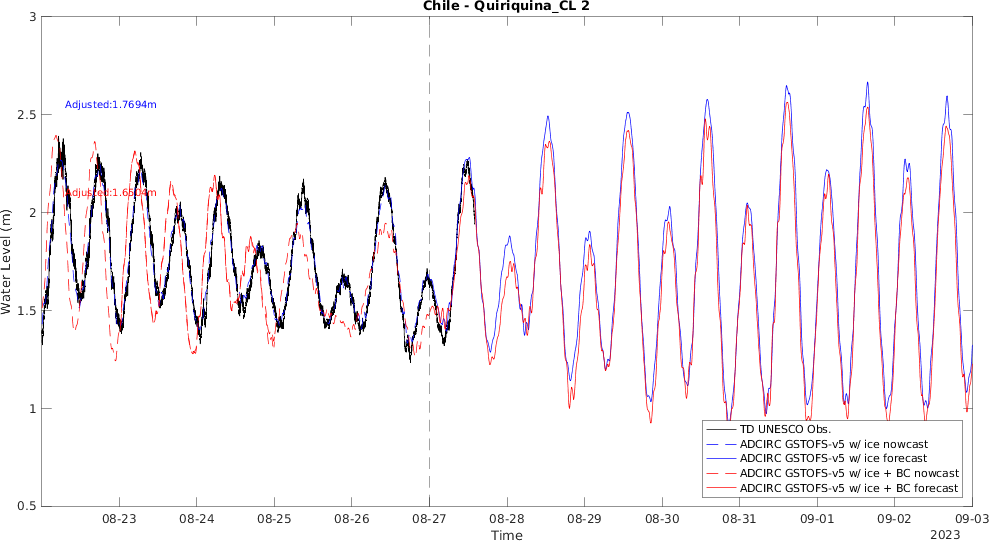 Chile - Quiriquina_CL 2
3
2.5
2
1.5
1
0.5
Water Level (m)
Adjusted:1.7694m
Adjusted:1.6504m
TD UNESCO Obs.
ADCIRC GSTOFS-v5 w/ ice nowcast
ADCIRC GSTOFS-v5 w/ ice forecast
ADCIRC GSTOFS-v5 w/ ice + BC nowcast
ADCIRC GSTOFS-v5 w/ ice + BC forecast
08-23 08-24 08-25 08-26 08-27 08-28 08-29 08-30 08-31 09-01 09-02 09-03
Time
2023